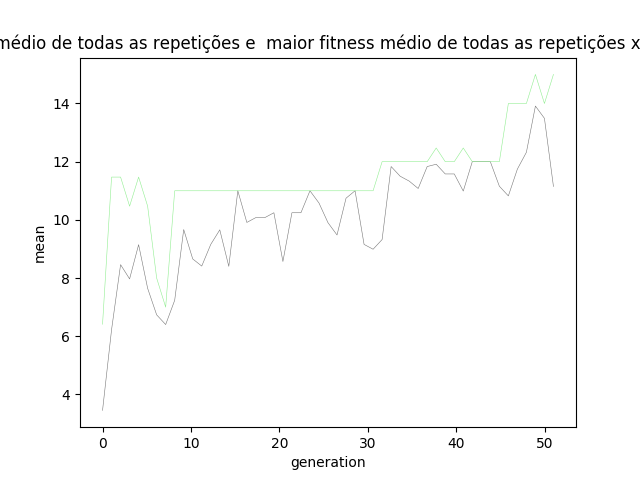 médio de todas as repetições e  maior fitness médio de todas as repetições x
14
12
10
8
6
4
mean
0 10 20 30 40 50
generation